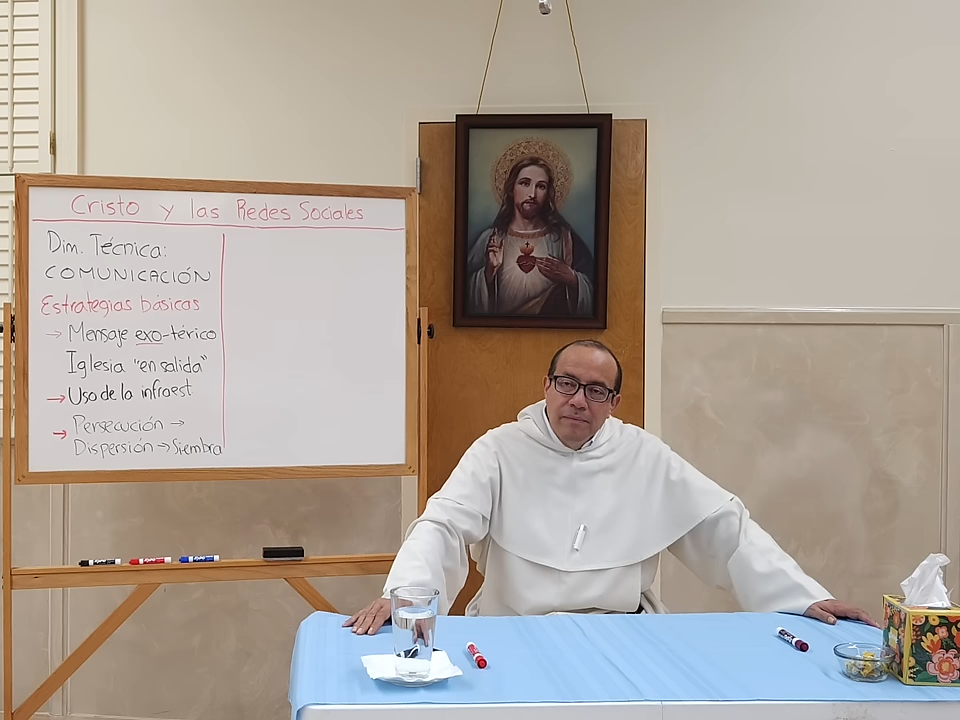 Cristo y las Redes Sociales
Dim. Técnica:
COMUNICACIÓN
Estrategias básicas
→ Mensaje exo-térico
Iglesia "en salida"
→ Uso de la infraest
→ Persecución →
Dispersión → Siembra